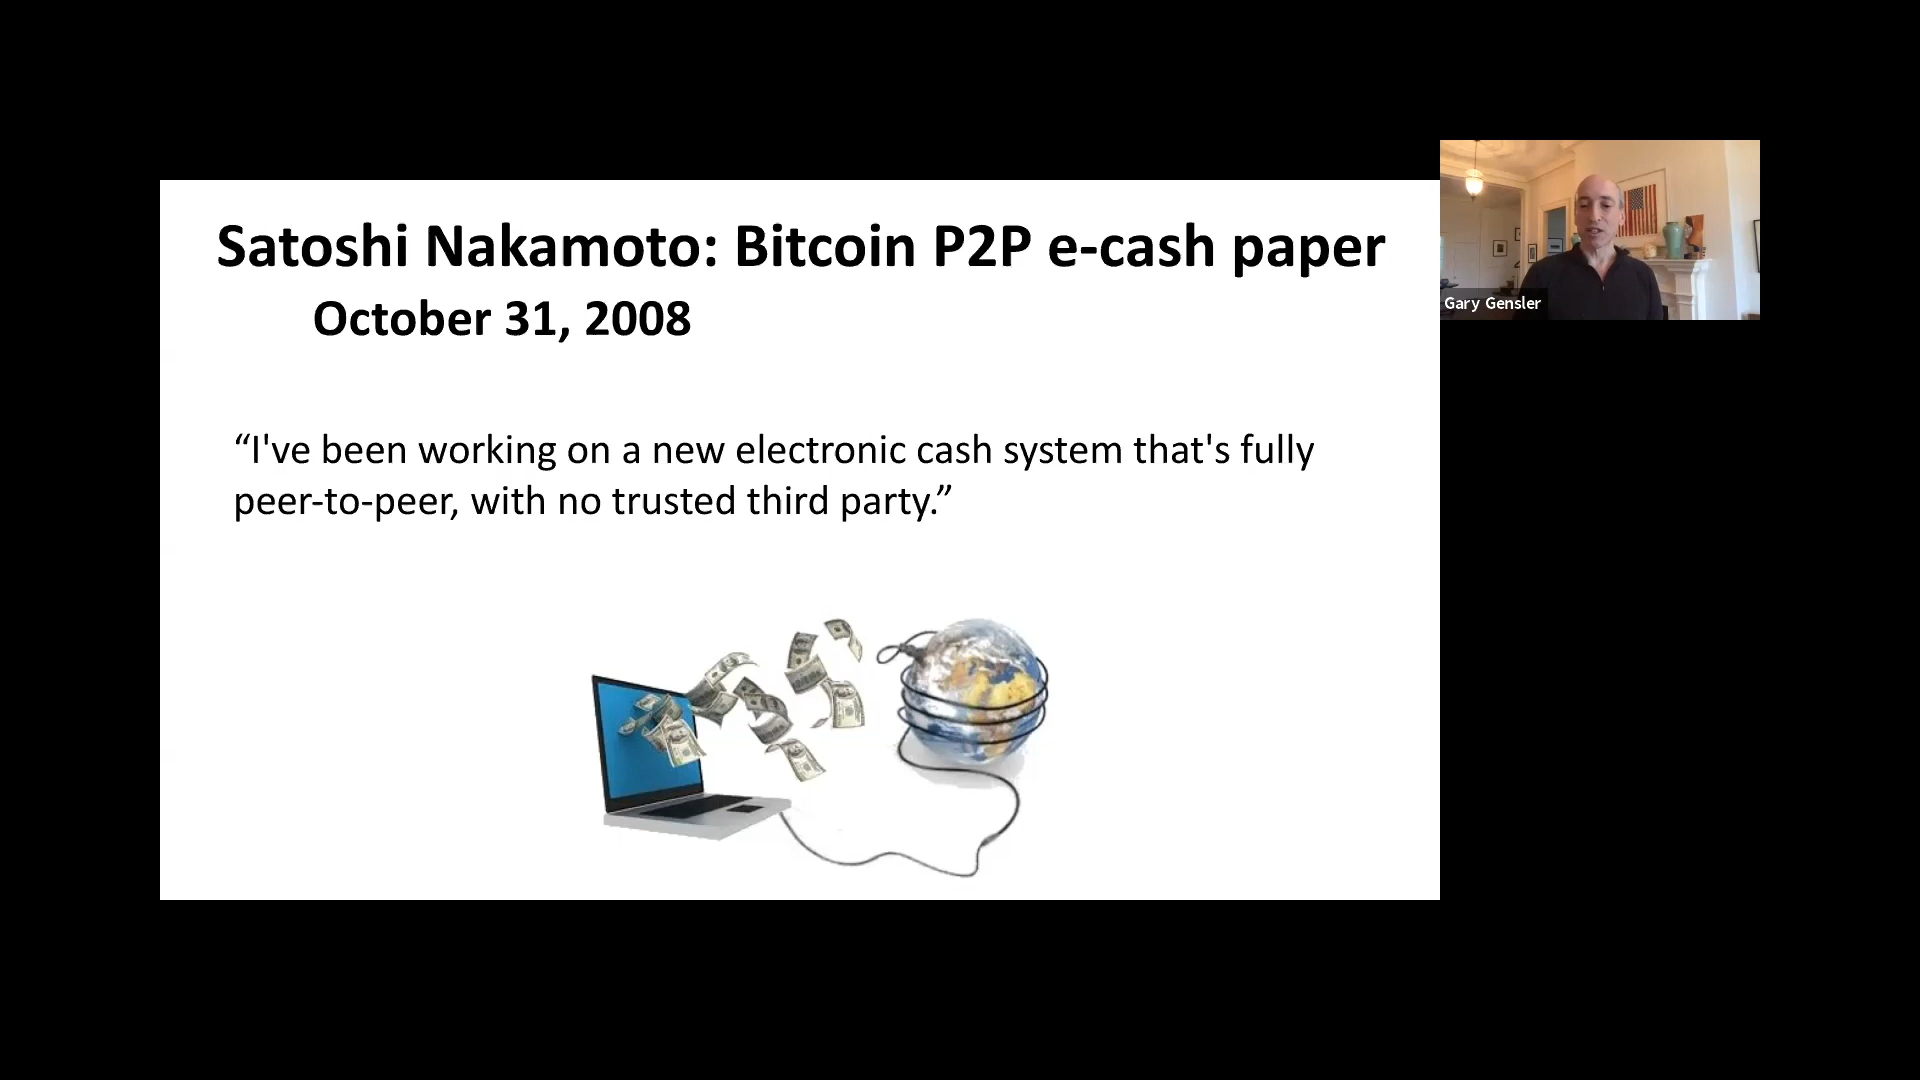 Satoshi Nakamoto: Bitcoin P2P e-cash paper
October 31, 2008
“I've been working on a new electronic cash system that's fully
peer-to-peer, with no trusted third party.”
Gary Gensler